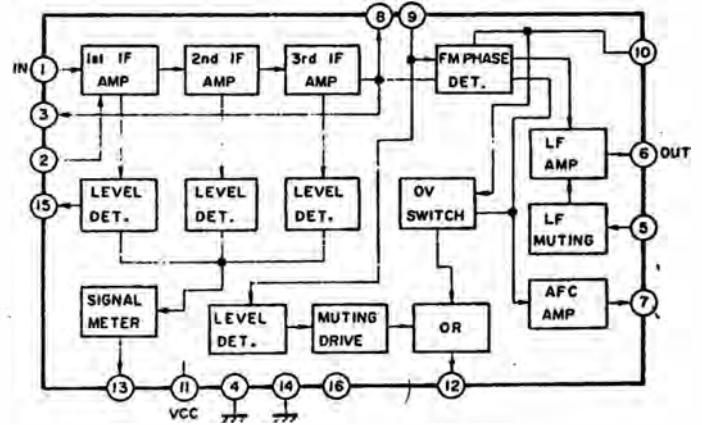 8 9
IN 1 1st IF AMP 2nd IF AMP 3rd IF AMP FM PHASE DET. 10
3
2 LF AMP 6 OUT
15 LEVEL DET. LEVEL DET. LEVEL DET. OV SWITCH LF MUTING 5
SIGNAL METER LEVEL DET. MUTING DRIVE OR AFC AMP 7
13 11 4 14 16 12
VCC